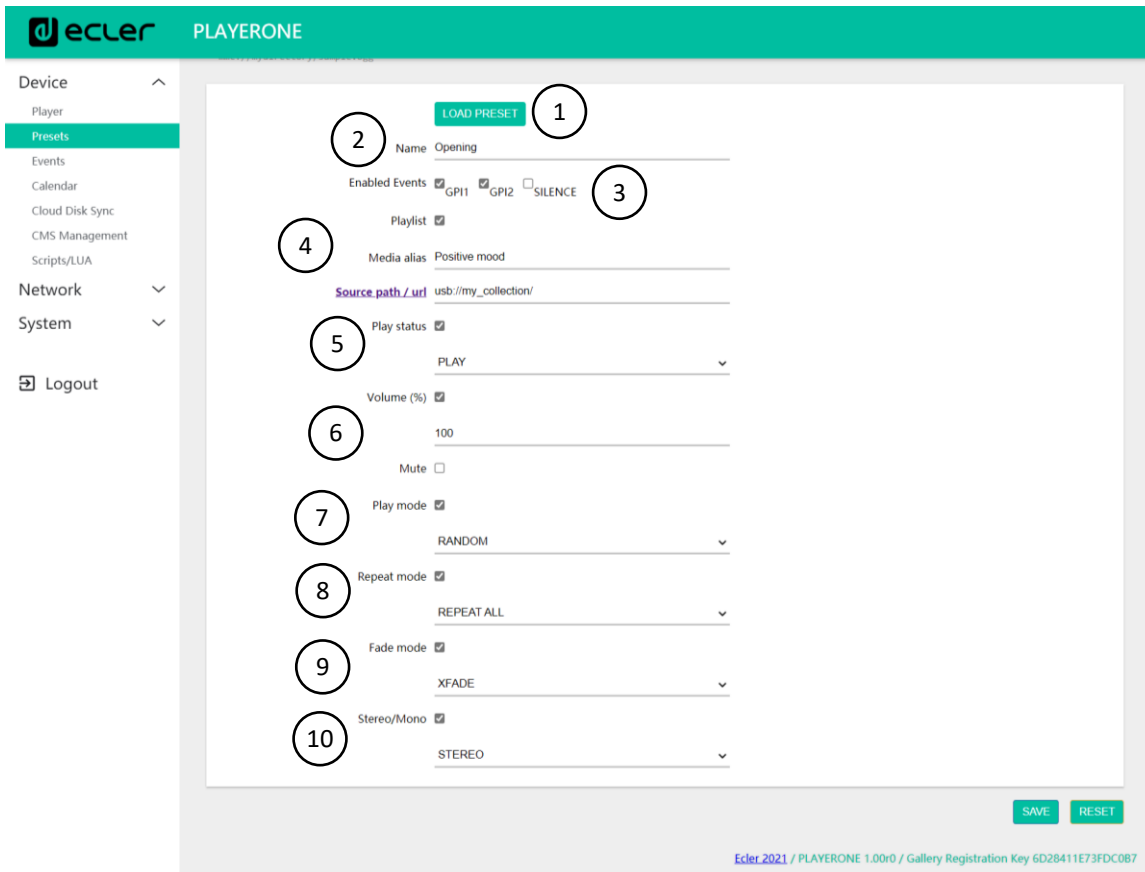 ecler PLAYERONE
Device
Player
Presets
Events
Calendar
Cloud Disk Sync
CMS Management
Scripts/LUA
Network
System
Logout
LOAD PRESET 1
2 Name Opening
Enabled Events GPI1 GPI2 SILENCE 3
Playlist
4
Media alias Positive mood
Source path / url usb://my_collection/
Play status
5
PLAY
Volume (%)
6 100
Mute
Play mode
7
RANDOM
Repeat mode
8
REPEAT ALL
Fade mode
9
XFADE
Stereo/Mono
10
STEREO
SAVE RESET
Ecler 2021 / PLAYERONE 1.00r0 / Gallery Registration Key 6D28411E73FDC0B7